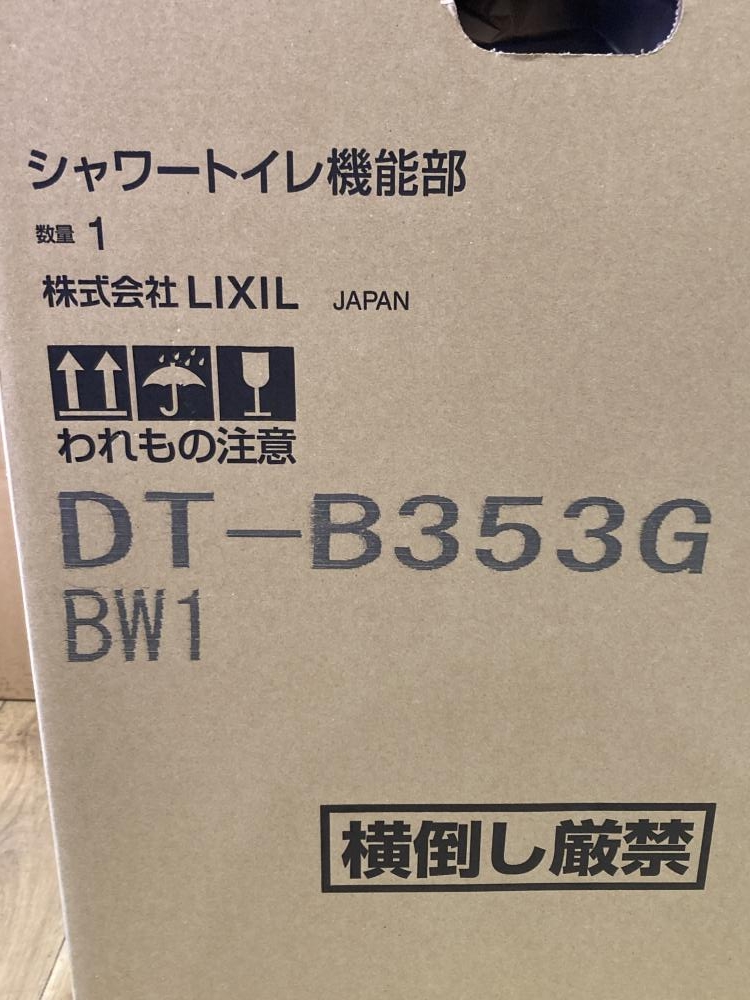 シャワートイレ機能部
数量 1
株式会社 LIXIL JAPAN
われもの注意
DT-B353G
BW1
横倒し厳禁